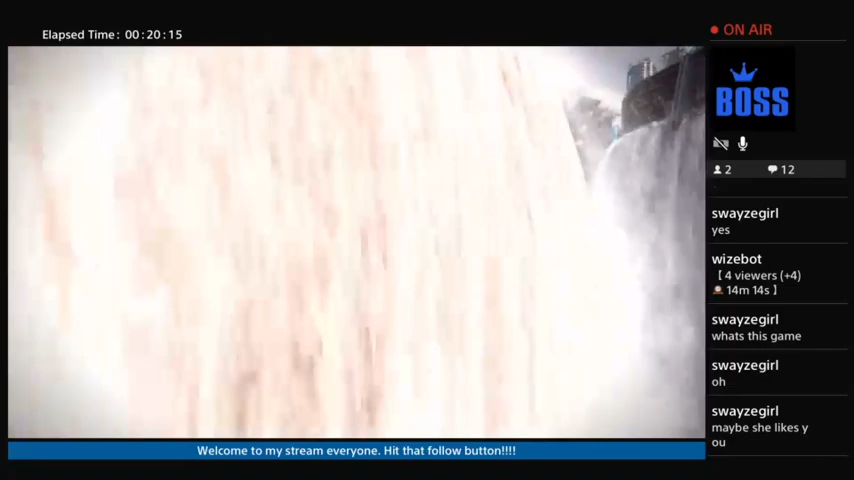 Elapsed Time: 00:20:15
ON AIR
BOSS
2 12
swayzegirl
yes
wizebot
[ 4 viewers (+4)
14m 14s ]
swayzegirl
whats this game
swayzegirl
oh
swayzegirl
maybe she likes y
ou
Welcome to my stream everyone. Hit that follow button!!!!